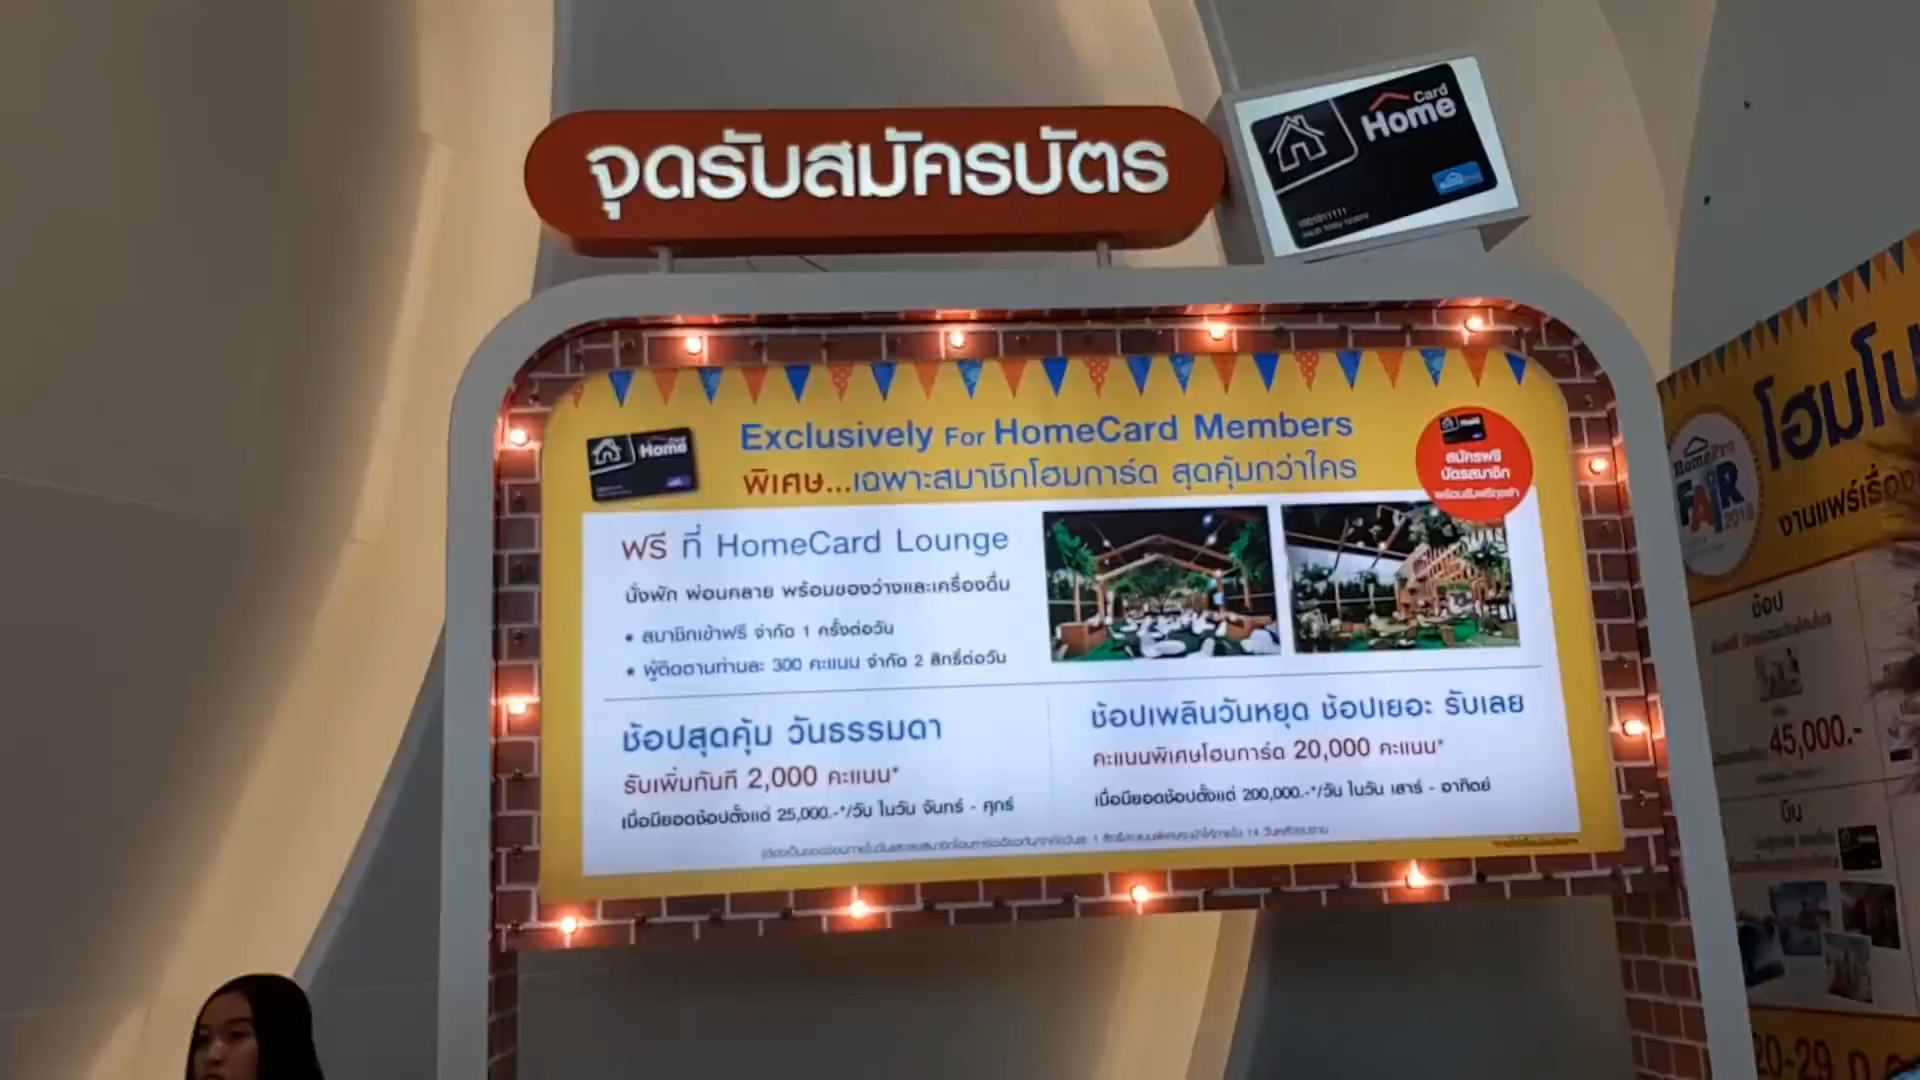 จุดรับสมัครบัตร
Card
Home
Exclusively For HomeCard Members
พิเศษ...เฉพาะสมาชิกโฮมการ์ด สุดคุ้มกว่าใคร
Home
สมัครฟรี
บัตรสมาชิก
ฟรี ที่ HomeCard Lounge
นั่งพัก ผ่อนคลาย พร้อมของว่างและเครื่องดื่ม
• สมาชิกเข้าฟรี จำกัด 1 ครั้งต่อวัน
• ผู้ติดตามท่านละ 300 คะแนน จำกัด 2 สิทธิ์ต่อวัน
ช้อปสุดคุ้ม วันธรรมดา
รับเพิ่มทันที 2,000 คะแนน*
เมื่อมียอดช้อปตั้งแต่ 25,000.-*/วัน ในวัน จันทร์ - ศุกร์
ช้อปเพลินวันหยุด ช้อปเยอะ รับเลย
คะแนนพิเศษโฮมการ์ด 20,000 คะแนน*
เมื่อมียอดช้อปตั้งแต่ 200,000.-*/วัน ในวัน เสาร์ - อาทิตย์
โฮมโป
HomePro
FAIR
2019
งานแฟร์เรื่อง
ช้อป
45,000.-
บิน
20-29